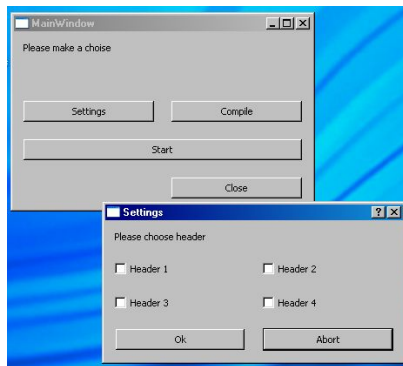 MainWindow
Please make a choise
Settings Compile
Start
Close
Settings
Please choose header
Header 1 Header 2
Header 3 Header 4
Ok Abort